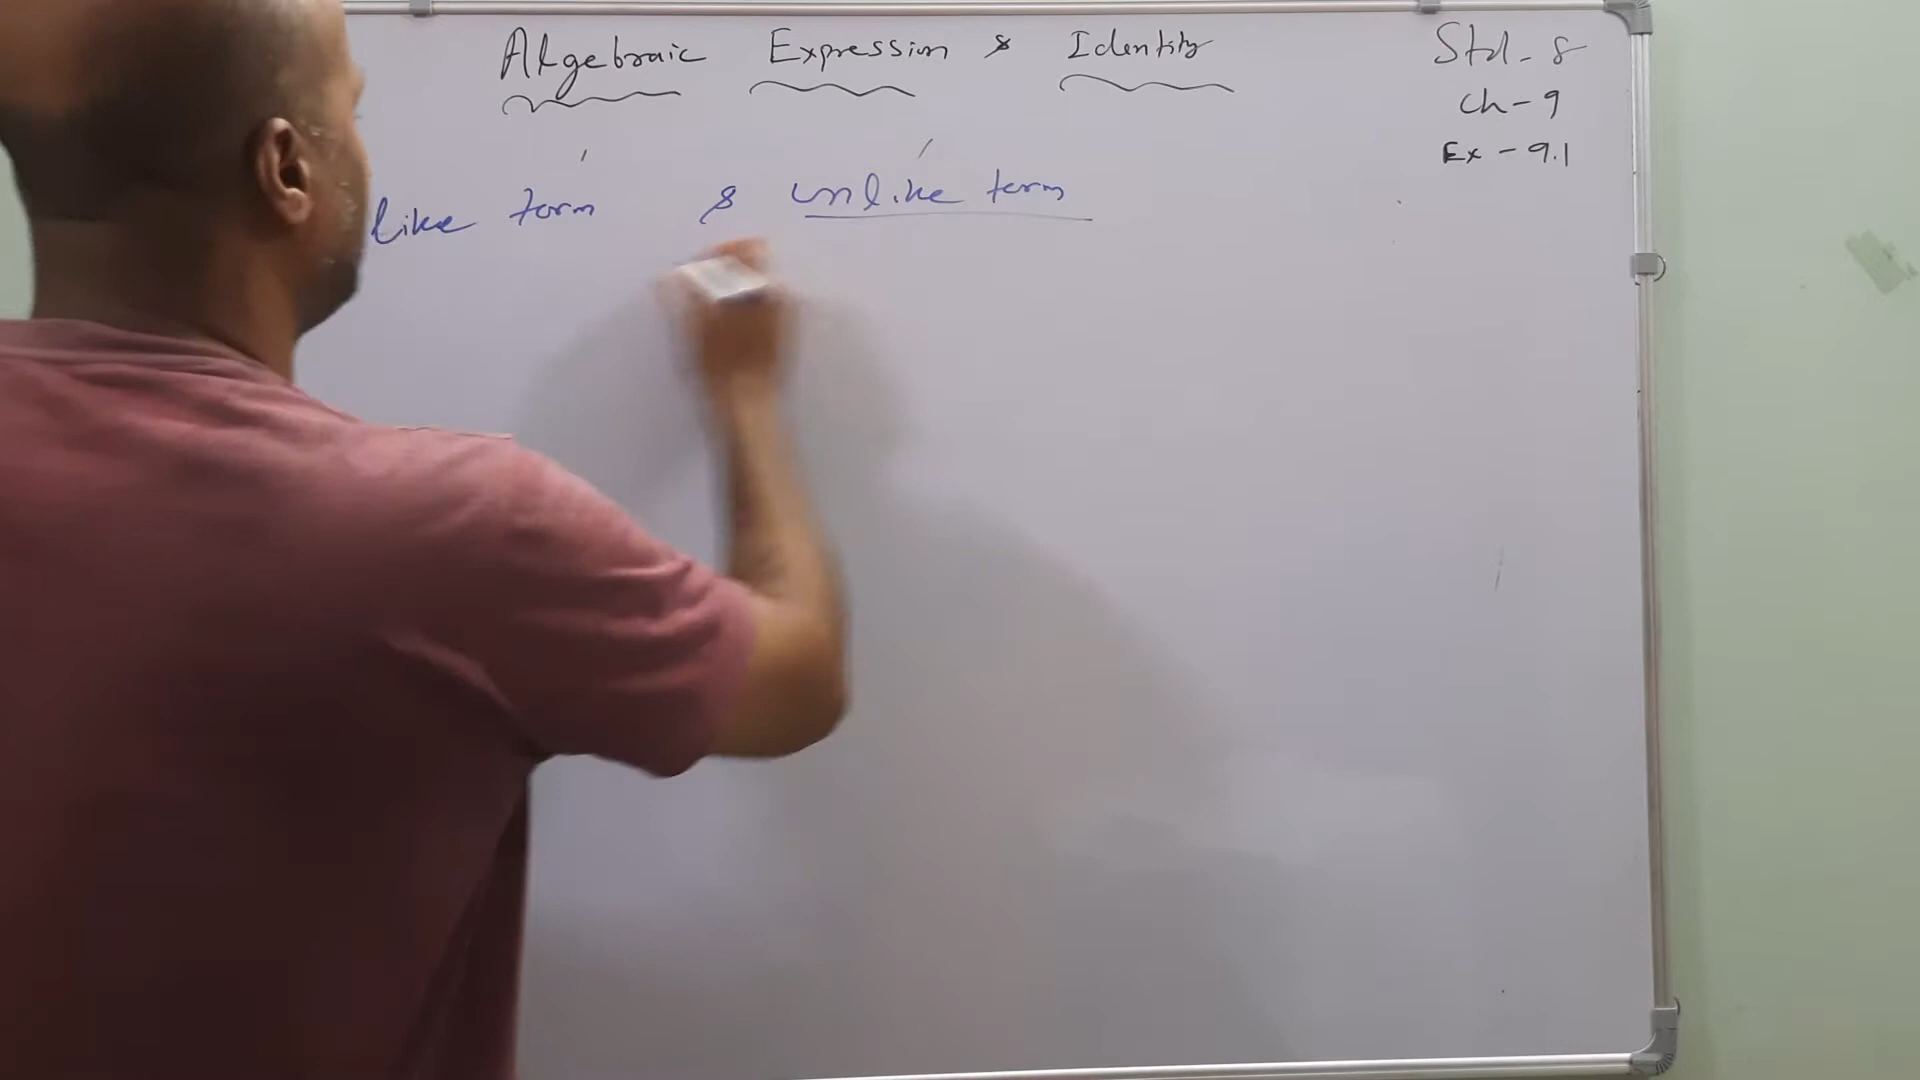 Algebraic Expression & Identity
Std - 8
Ch - 9
Ex - 9.1
like term & unlike term